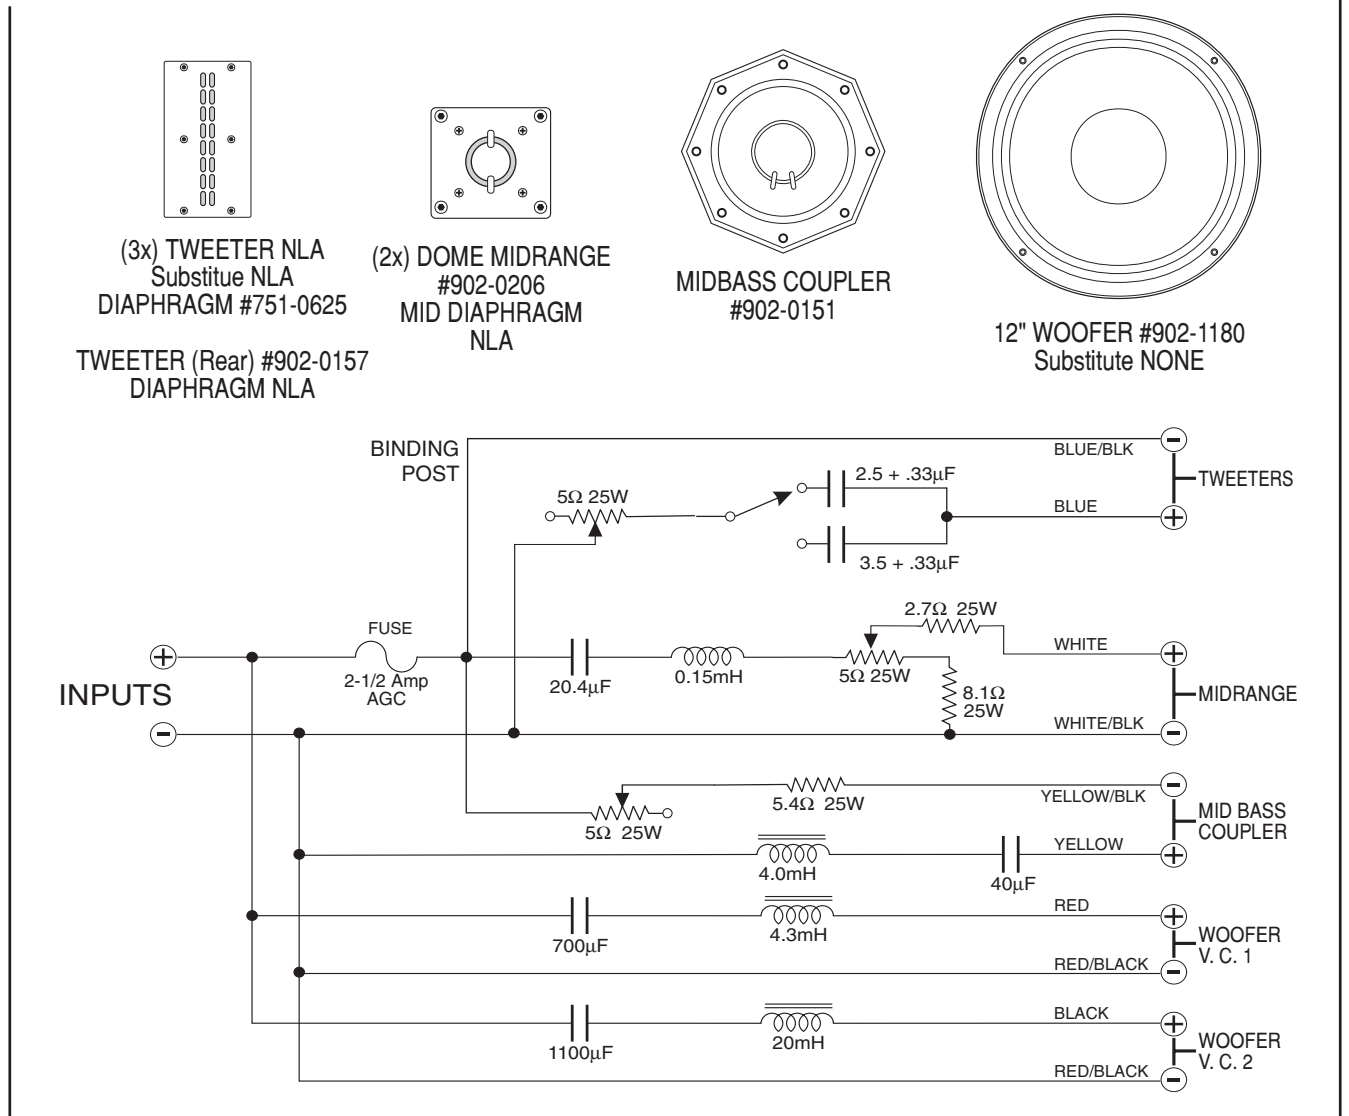 (3x) TWEETER NLA
Substitue NLA
DIAPHRAGM #751-0625
TWEETER (Rear) #902-0157
DIAPHRAGM NLA
(2x) DOME MIDRANGE
#902-0206
MID DIAPHRAGM
NLA
MIDBASS COUPLER
#902-0151
12" WOOFER #902-1180
Substitute NONE
BINDING
POST
BLUE/BLK
−
TWEETERS
5Ω 25W
2.5 + .33µF
BLUE
+
3.5 + .33µF
INPUTS
+
−
FUSE
2-1/2 Amp
AGC
20.4µF
0.15mH
5Ω 25W
2.7Ω 25W
8.1Ω
25W
WHITE
+
MIDRANGE
WHITE/BLK
−
5Ω 25W
5.4Ω 25W
YELLOW/BLK
−
MID BASS
COUPLER
4.0mH
40µF
YELLOW
+
700µF
4.3mH
RED
+
WOOFER
V. C. 1
RED/BLACK
−
1100µF
20mH
BLACK
+
WOOFER
V. C. 2
RED/BLACK
−